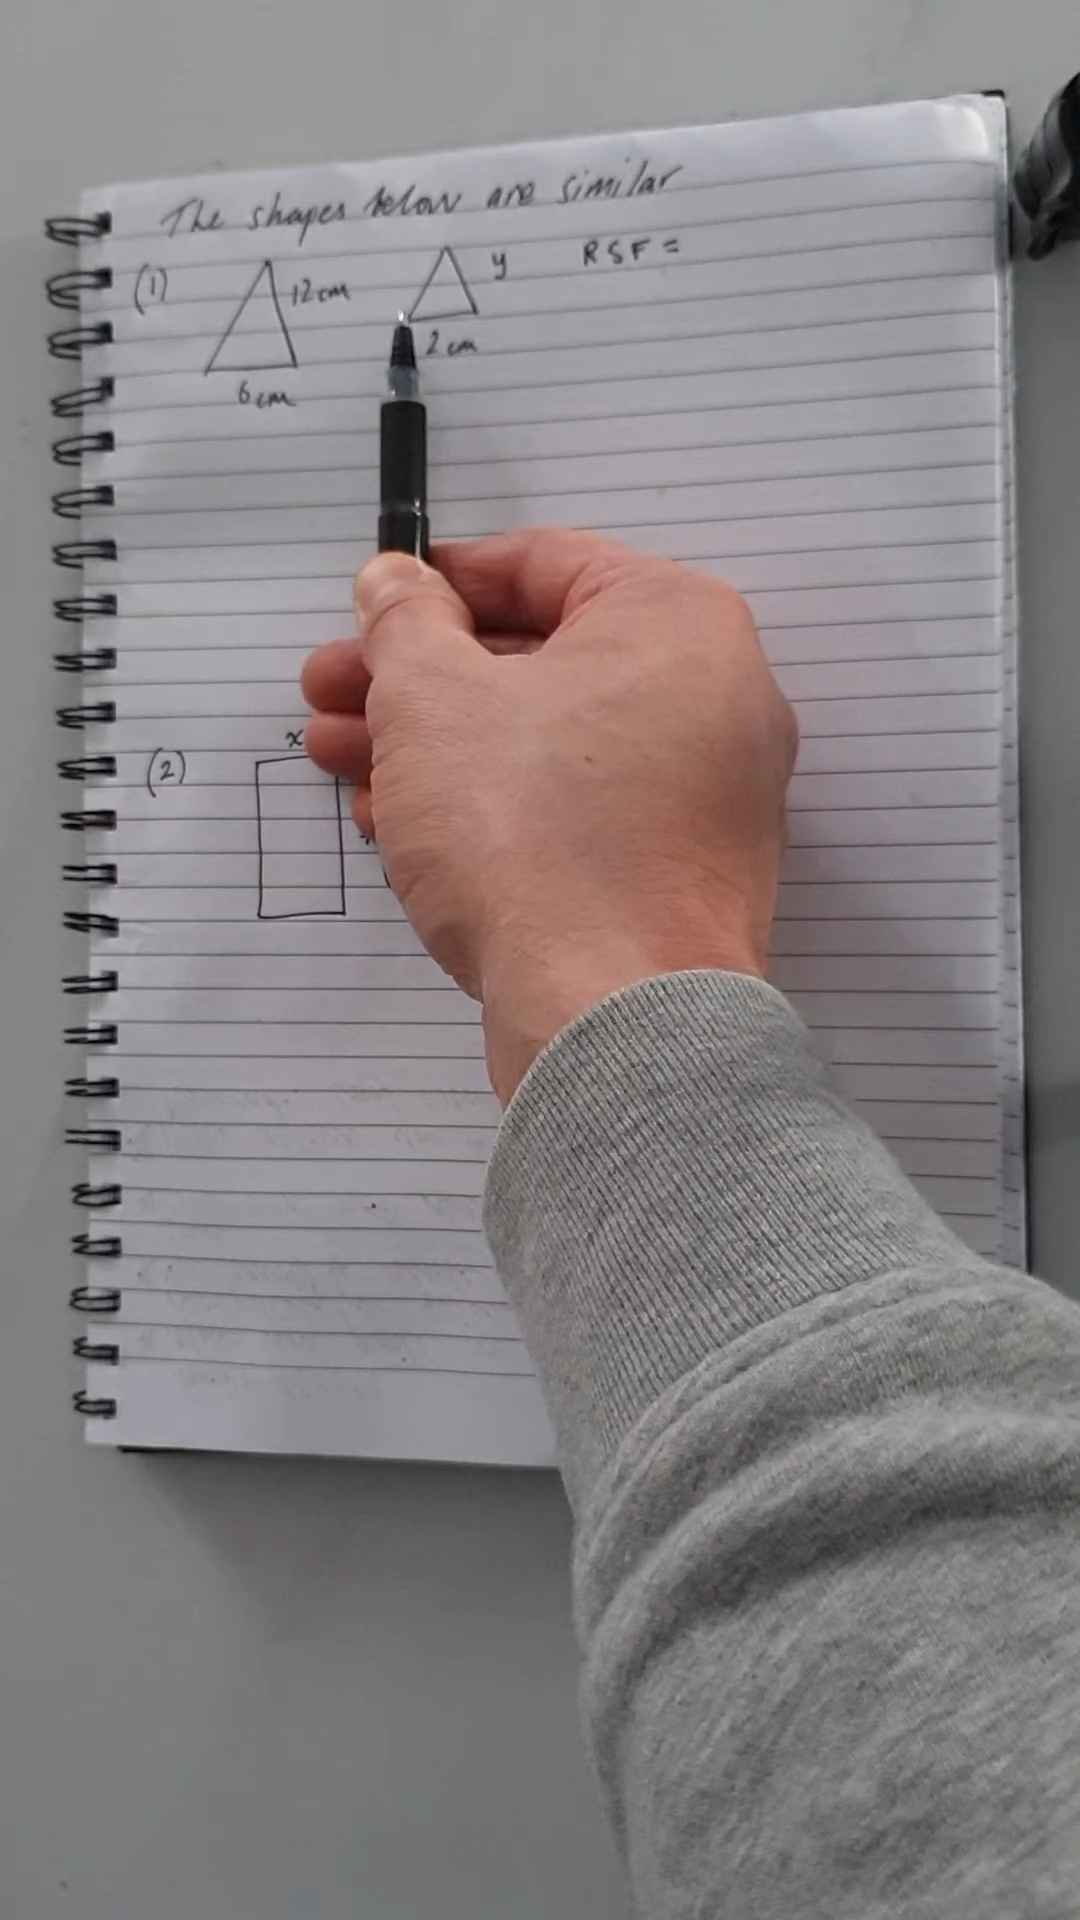 The shapes below are similar
(1) 12cm y RSF =
6cm 2cm
(2) x